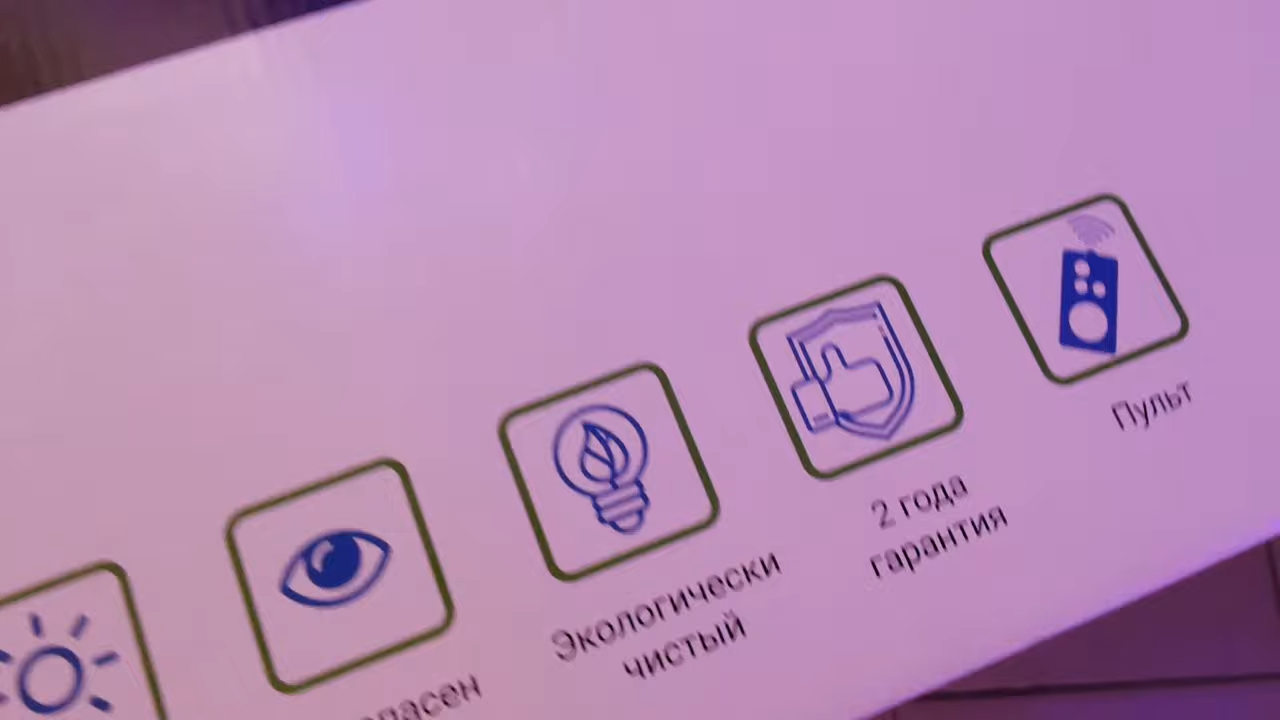 Экологически
чистый
2 года
гарантия
Пульт